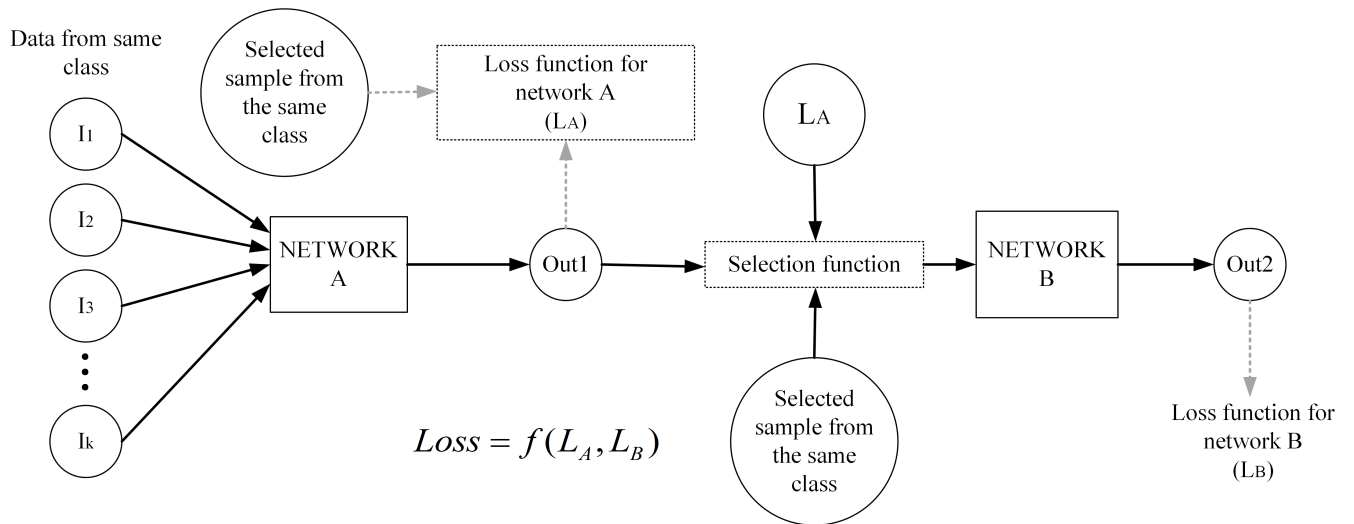 Data from same
class
I1
I2
I3
Ik
Selected
sample from
the same
class
Loss function for
network A
(LA)
NETWORK
A
Out1
LA
Selection function
Selected
sample from
the same
class
NETWORK
B
Out2
Loss function for
network B
(LB)
Loss = f(L_A, L_B)